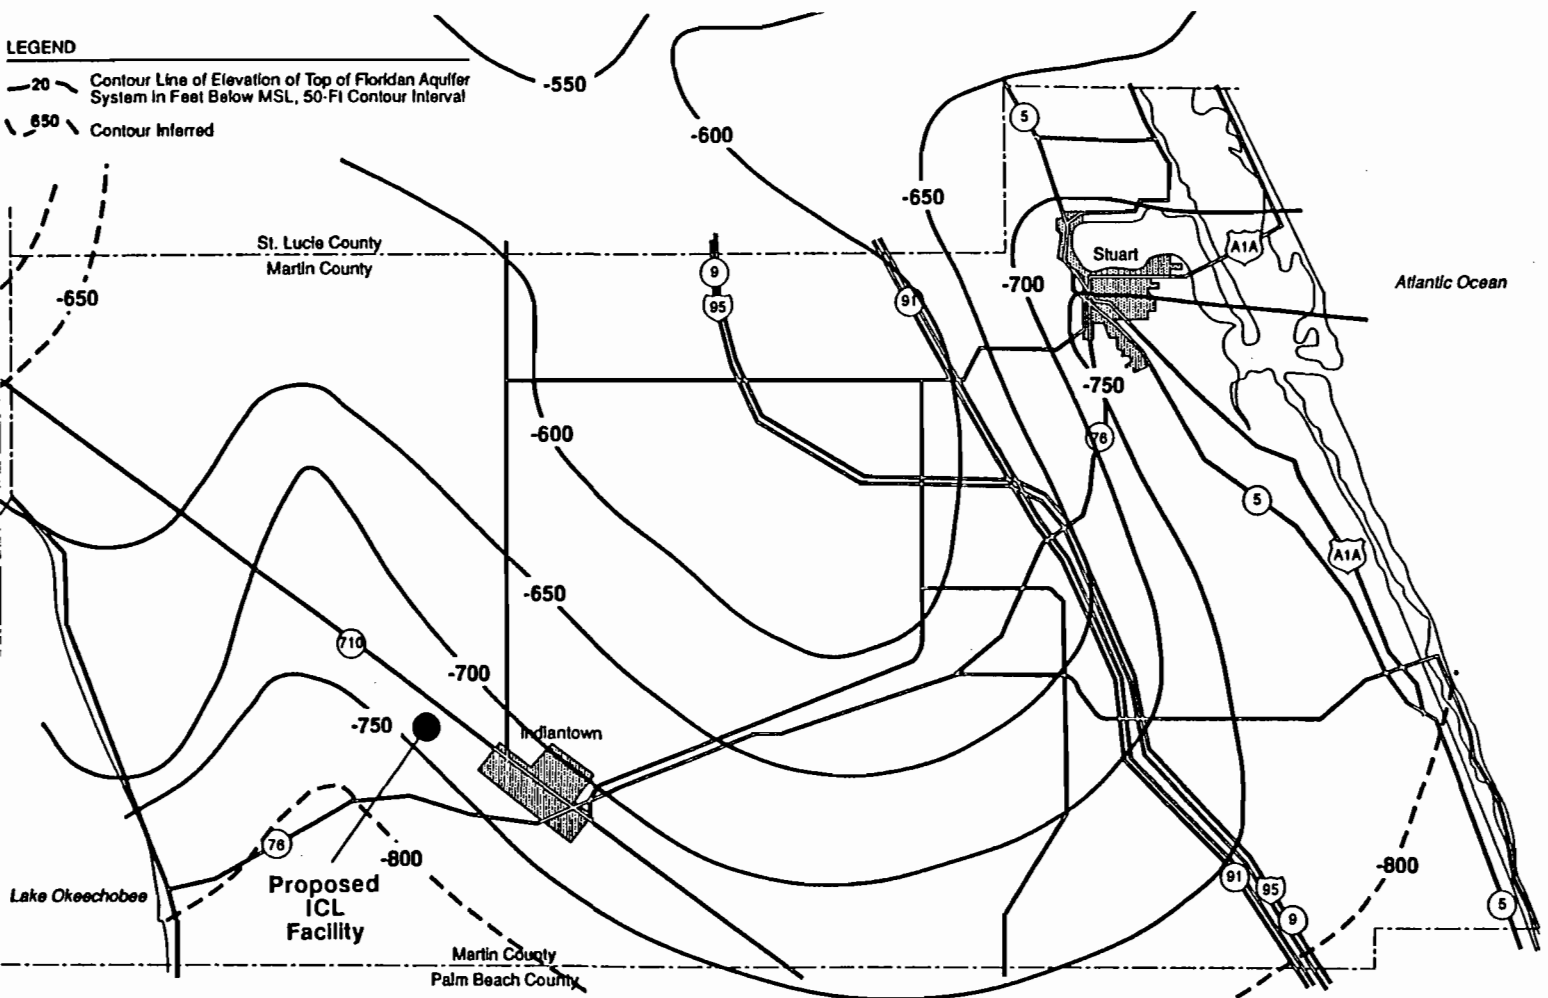 LEGEND
20
Contour Line of Elevation of Top of Floridan Aquifer
System in Feet Below MSL, 50-Ft Contour Interval
650
Contour Inferred
-550
-600
5
-650
St. Lucie County
Martin County
Stuart
A1A
Atlantic Ocean
-650
9
95
91
-700
-750
-600
76
5
A1A
-650
710
-700
-750
Indiantown
76
-800
Proposed
ICL
Facility
Lake Okeechobee
-800
91
95
9
5
Martin County
Palm Beach County